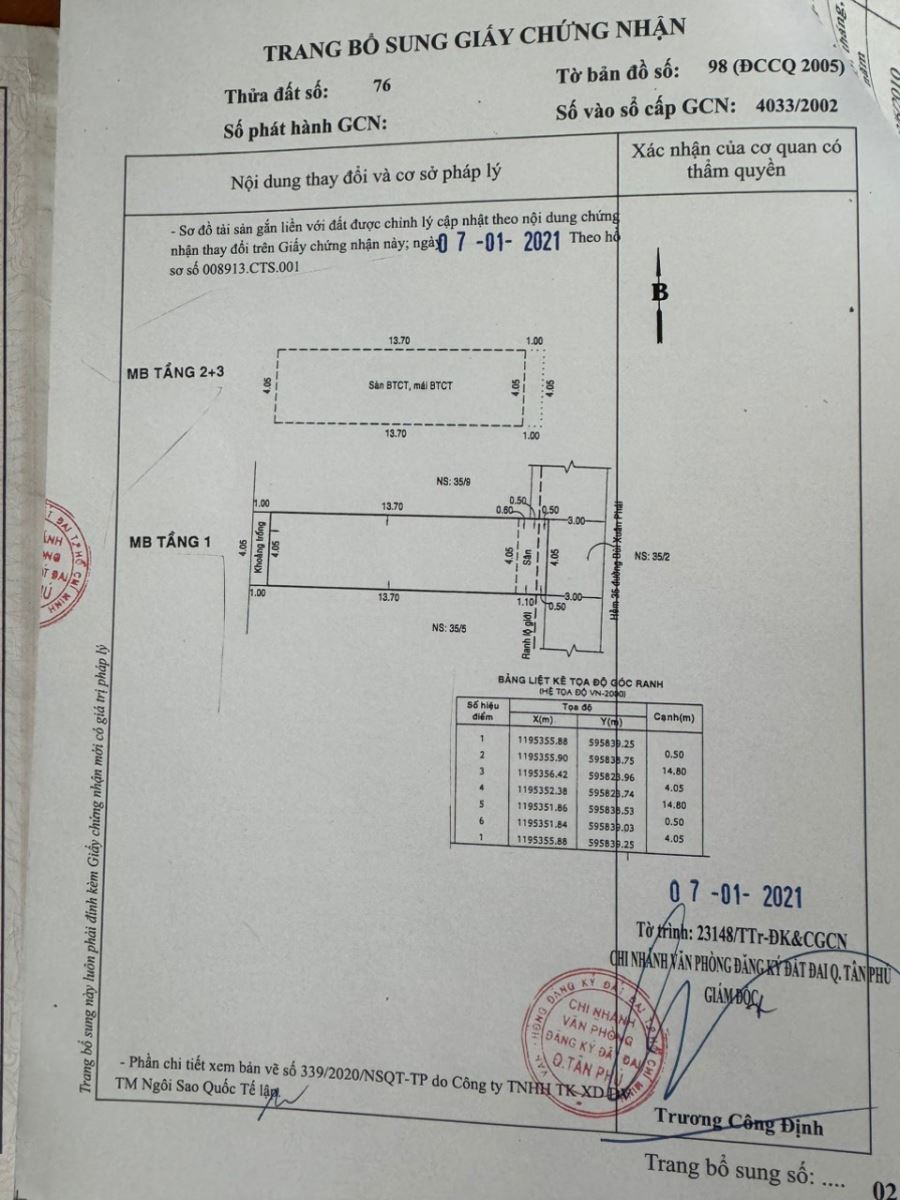 TRANG BỔ SUNG GIẤY CHỨNG NHẬN
Thửa đất số: 76
Tờ bản đồ số: 98 (ĐCCQ 2005)
Số phát hành GCN:
Số vào sổ cấp GCN: 4033/2002
Nội dung thay đổi và cơ sở pháp lý
Xác nhận của cơ quan có
thẩm quyền
- Sơ đồ tài sản gắn liền với đất được chỉnh lý cập nhật theo nội dung chứng
nhận thay đổi trên Giấy chứng nhận này; ngày 07-01-2021 Theo hồ
sơ số 008913.CTS.001
B
13.70 1.00
MB TẦNG 2+3
4.05 Sàn BTCT, mái BTCT 4.05 4.05
13.70 1.00
NS: 35/9
1.00 13.70 0.60 0.50 0.50 3.00
MB TẦNG 1
4.05 Khoảng trống 4.05 4.05 Sân 4.05
Hẻm 35 đường Bùi Xuân Phái
NS: 35/2
1.00 13.70 1.10 0.50 3.00
NS: 35/5
Ranh lộ giới
BẢNG LIỆT KÊ TỌA ĐỘ GÓC RANH
(HỆ TỌA ĐỘ VN-2000)
Số hiệu điểm Tọa độ Cạnh(m)
X(m) Y(m)
1 1195355.88 595839.25
0.50
2 1195355.90 595838.75
14.80
3 1195356.42 595823.96
4.05
4 1195352.38 595823.74
14.80
5 1195351.86 595838.53
0.50
6 1195351.84 595839.03
4.05
1 1195355.88 595839.25
07-01-2021
Tờ trình: 23148/TTr-ĐK&CGCN
CHI NHÁNH VĂN PHÒNG ĐĂNG KÝ ĐẤT ĐAI Q. TÂN PHÚ
GIÁM ĐỐC
CHI NHÁNH
VĂN PHÒNG
ĐĂNG KÝ ĐẤT ĐAI
Q.TÂN PHÚ
Trương Công Định
- Phần chi tiết xem bản vẽ số 339/2020/NSQT-TP do Công ty TNHH TK XD DV
TM Ngôi Sao Quốc Tế lập
Trang bổ sung này luôn phải đính kèm Giấy chứng nhận mới có giá trị pháp lý
Trang bổ sung số: ....
02